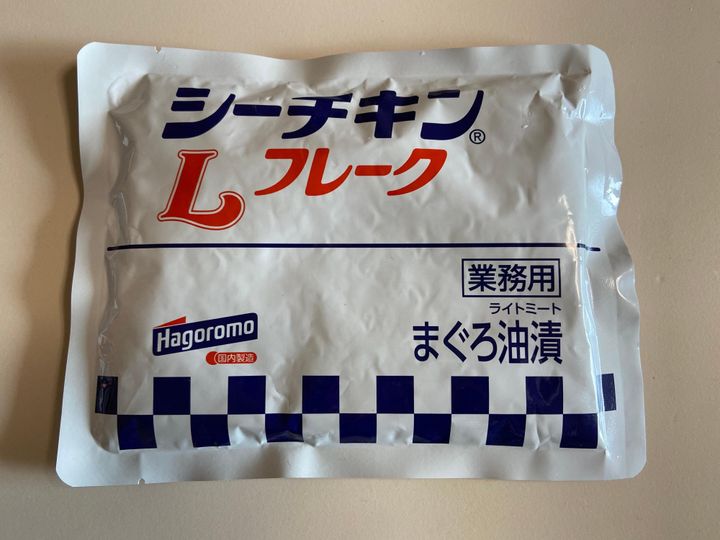 シーチキン®
Lフレーク
業務用
ライトミート
まぐろ油漬
Hagoromo
国内製造